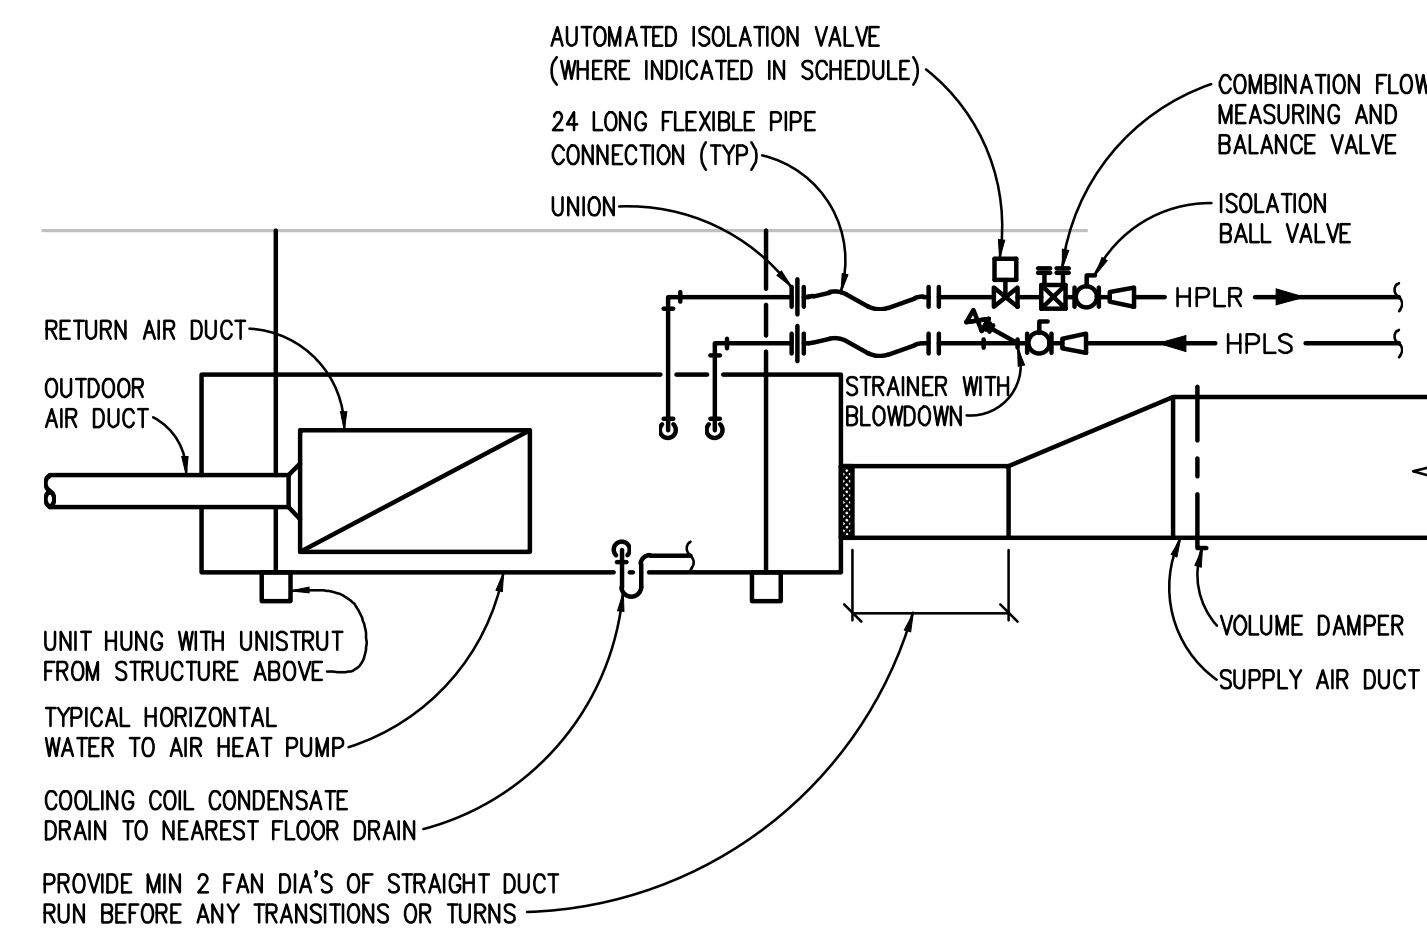 AUTOMATED ISOLATION VALVE
(WHERE INDICATED IN SCHEDULE)
24 LONG FLEXIBLE PIPE
CONNECTION (TYP)
UNION
COMBINATION FLOW
MEASURING AND
BALANCE VALVE
ISOLATION
BALL VALVE
HPLR
HPLS
RETURN AIR DUCT
OUTDOOR
AIR DUCT
STRAINER WITH
BLOWDOWN
UNIT HUNG WITH UNISTRUT
FROM STRUCTURE ABOVE
VOLUME DAMPER
SUPPLY AIR DUCT
TYPICAL HORIZONTAL
WATER TO AIR HEAT PUMP
COOLING COIL CONDENSATE
DRAIN TO NEAREST FLOOR DRAIN
PROVIDE MIN 2 FAN DIA'S OF STRAIGHT DUCT
RUN BEFORE ANY TRANSITIONS OR TURNS